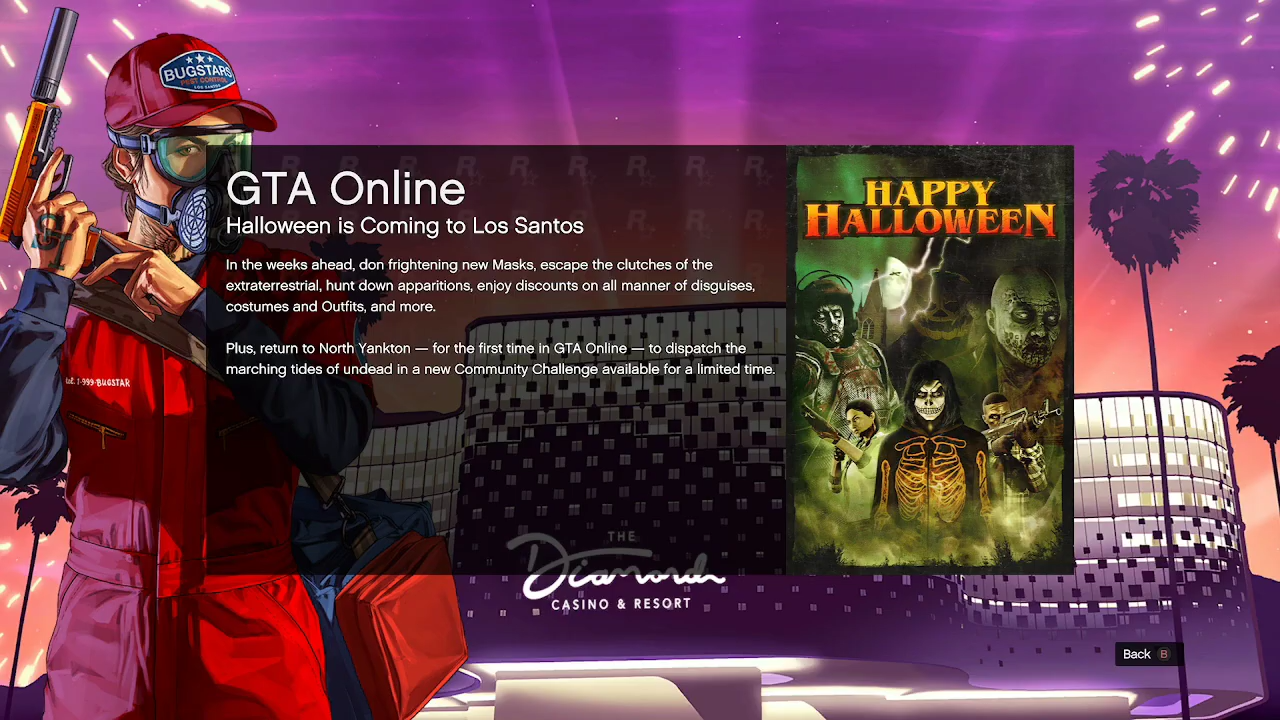 BUGSTARS
PEST CONTROL
LOS SANTOS
GTA Online
Halloween is Coming to Los Santos
In the weeks ahead, don frightening new Masks, escape the clutches of the
extraterrestrial, hunt down apparitions, enjoy discounts on all manner of disguises,
costumes and Outfits, and more.
Plus, return to North Yankton — for the first time in GTA Online — to dispatch the
marching tides of undead in a new Community Challenge available for a limited time.
HAPPY
HALLOWEEN
tel. 1-999-BUGSTAR
THE
Diamond
CASINO & RESORT
Back B